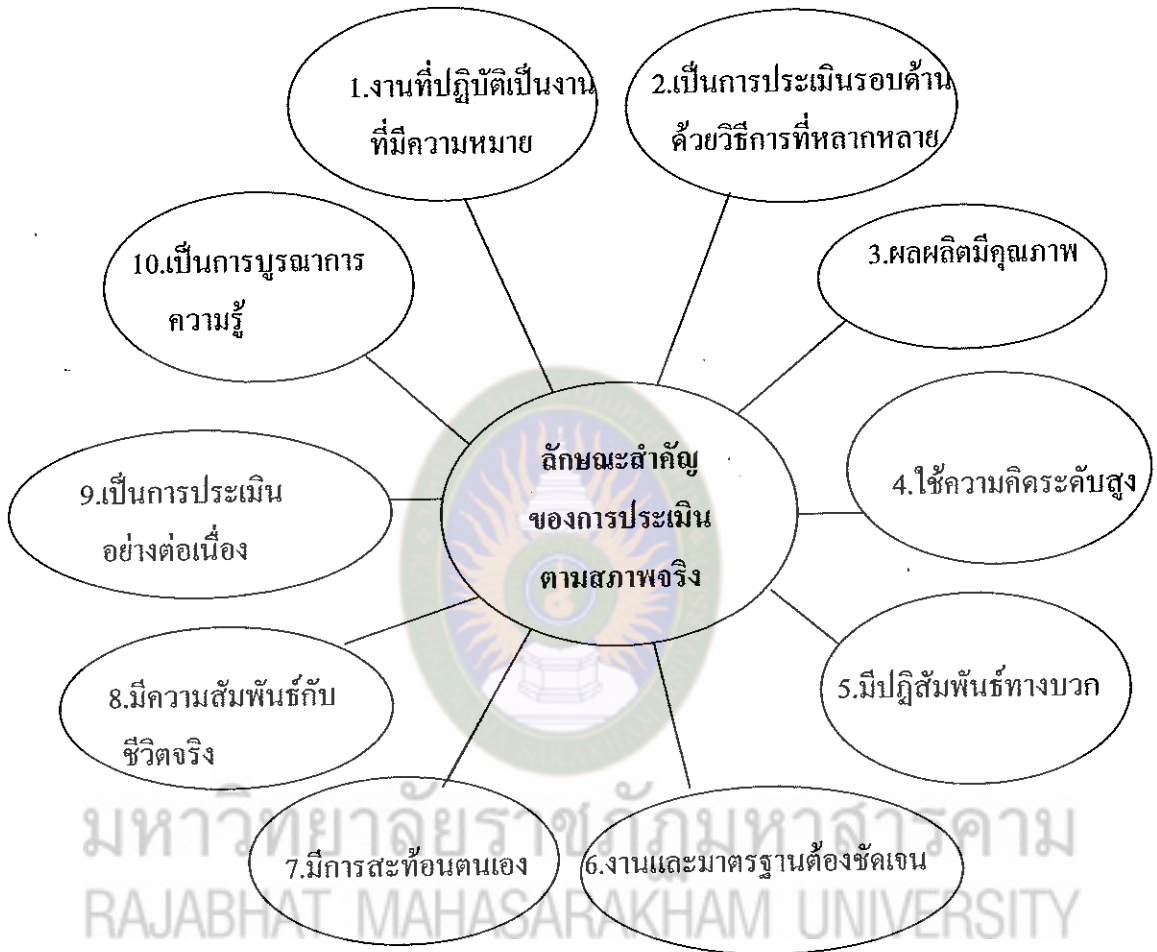 1.งานที่ปฏิบัติเป็นงาน
ที่มีความหมาย
2.เป็นการประเมินรอบด้าน
ด้วยวิธีการที่หลากหลาย
3.ผลผลิตมีคุณภาพ
4.ใช้ความคิดระดับสูง
5.มีปฏิสัมพันธ์ทางบวก
6.งานและมาตรฐานต้องชัดเจน
7.มีการสะท้อนตนเอง
8.มีความสัมพันธ์กับ
ชีวิตจริง
9.เป็นการประเมิน
อย่างต่อเนื่อง
10.เป็นการบูรณาการ
ความรู้
ลักษณะสำคัญ
ของการประเมิน
ตามสภาพจริง
มหาวิทยาลัยราชภัฏมหาสารคาม
RAJABHAT MAHASARAKHAM UNIVERSITY